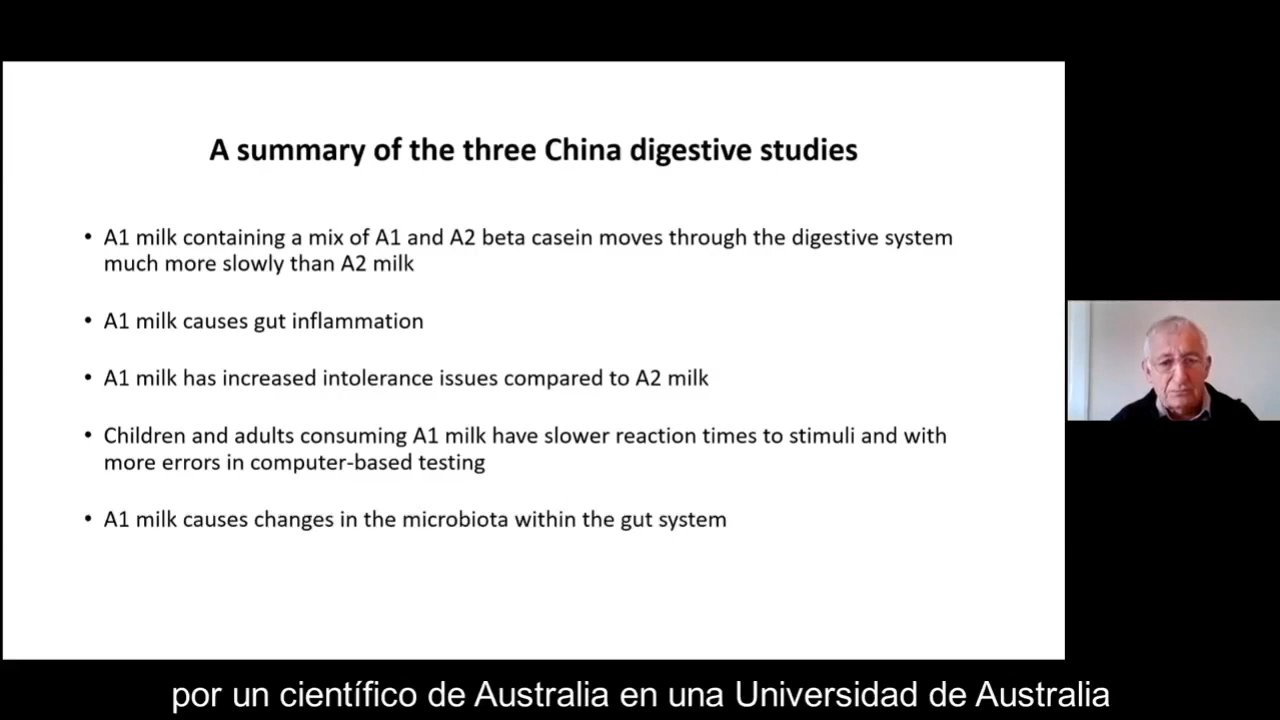 A summary of the three China digestive studies
• A1 milk containing a mix of A1 and A2 beta casein moves through the digestive system
much more slowly than A2 milk
• A1 milk causes gut inflammation
• A1 milk has increased intolerance issues compared to A2 milk
• Children and adults consuming A1 milk have slower reaction times to stimuli and with
more errors in computer-based testing
• A1 milk causes changes in the microbiota within the gut system
por un científico de Australia en una Universidad de Australia